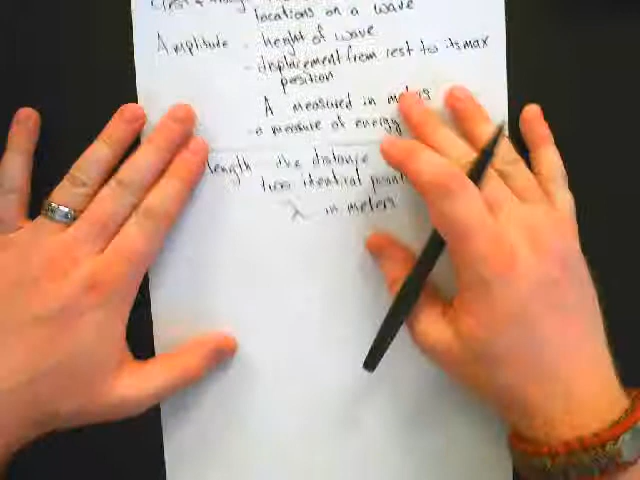 locations on a wave
Amplitude - height of wave
- displacement from rest to its max
position
A measured in meters
- a measure of energy
length the distance
two identical point
λ in meters